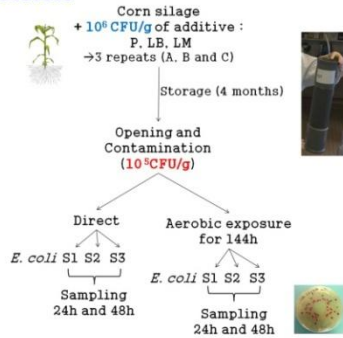 Corn silage
+ 10⁶ CFU/g of additive :
P, LB, LM
→3 repeats (A, B and C)
Storage (4 months)
Opening and
Contamination
(10⁵CFU/g)
Direct
Aerobic exposure
for 144h
E. coli S1 S2 S3
E. coli S1 S2 S3
Sampling
24h and 48h
Sampling
24h and 48h